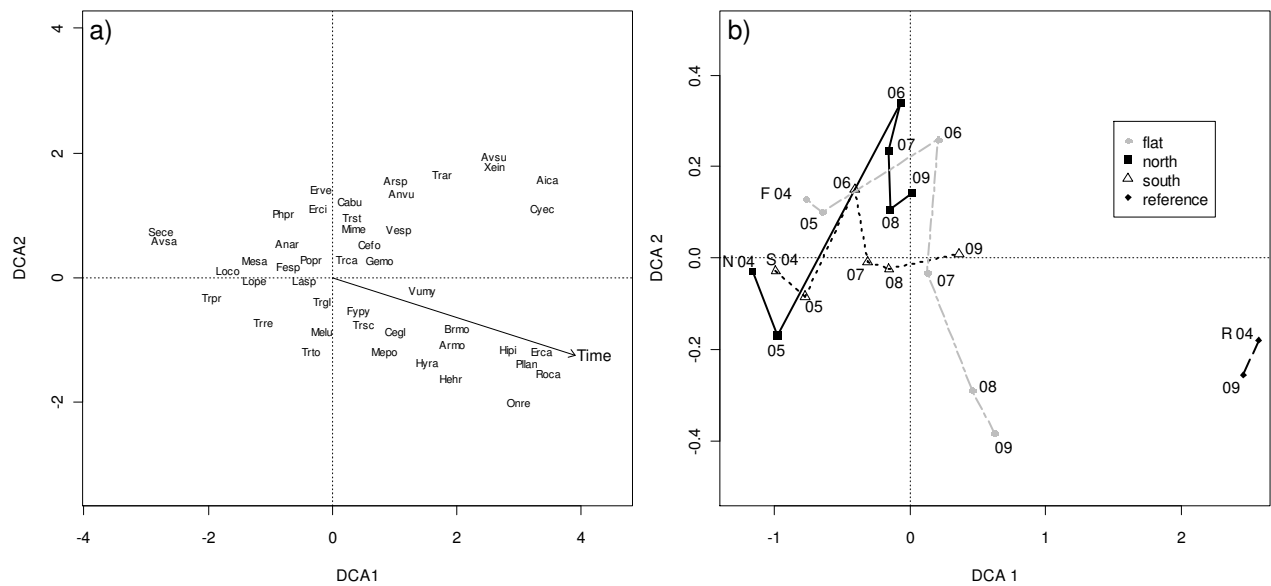 a)
4
2
0
-2
DCA2
Avsu
Xein
Trar
Arsp
Aica
Erve
Anvu
Cabu
Erci
Cyec
Phpr
Trst
Sece
Mime
Vesp
Avsa
Anar
Cefo
Mesa
Popr
Trca
Gemo
Fesp
Loco
Lope
Lasp
Vumy
Trpr
Trgl
Fypy
Trre
Trsc
Melu
Cegl
Brmo
Armo
Trto
Mepo
Hipi
Erca
Time
Hyra
Pllan
Roca
Hehr
Onre
-4
-2
0
2
4
DCA1
b)
0.4
0.2
0.0
-0.2
-0.4
DCA 2
06
07
06
F 04
06
09
05
08
N 04
S 04
09
07
08
07
05
05
R 04
09
08
09
flat
north
south
reference
-1
0
1
2
DCA 1